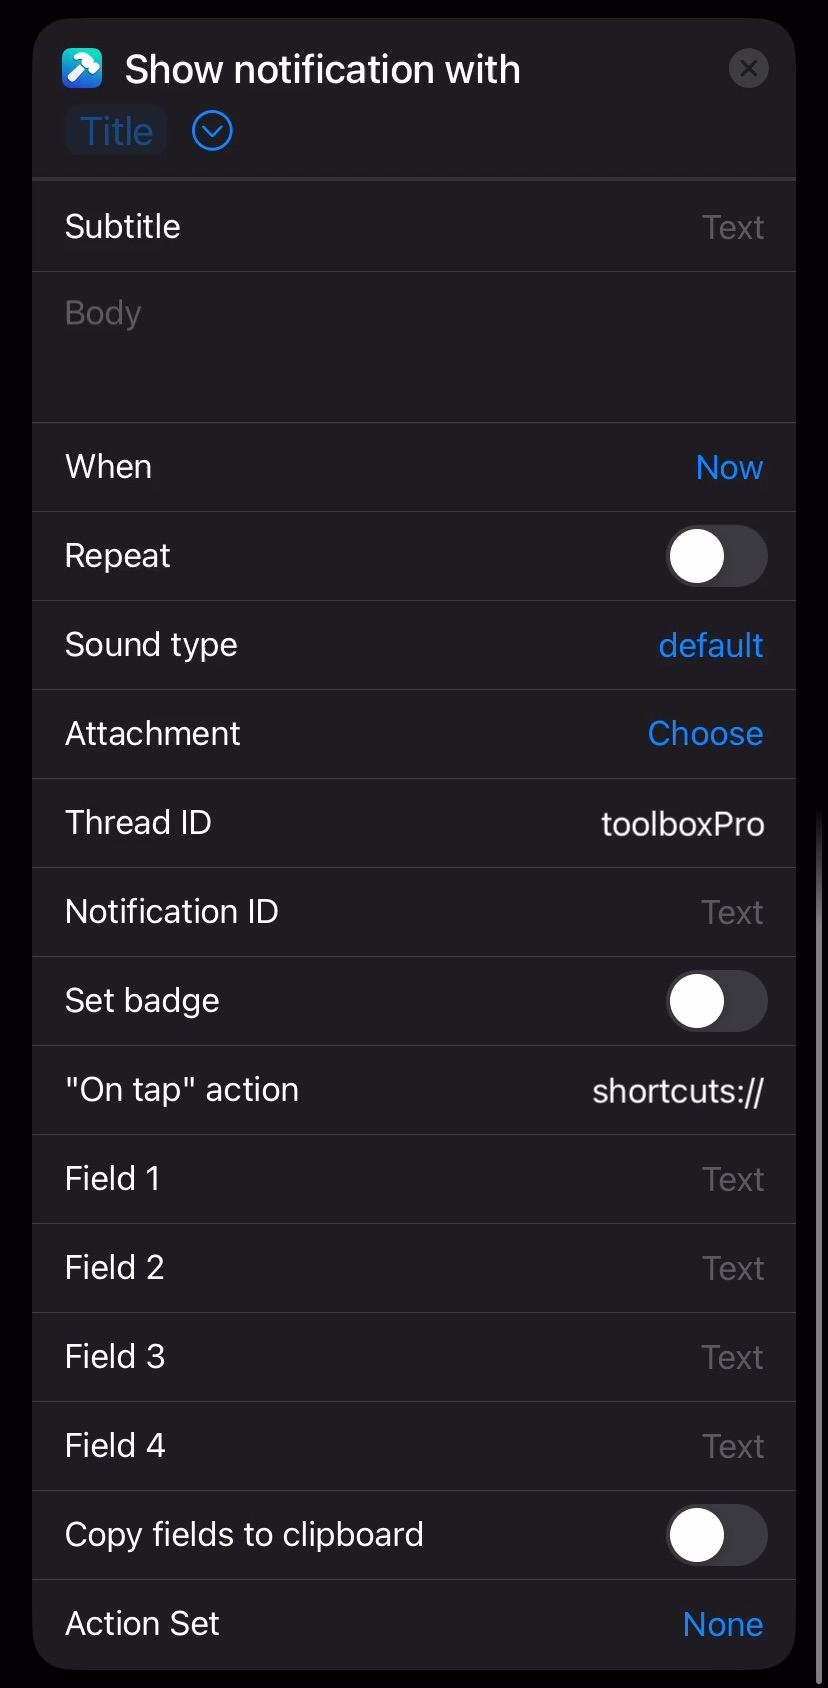 Show notification with
Title
Subtitle Text
Body
When Now
Repeat
Sound type default
Attachment Choose
Thread ID toolboxPro
Notification ID Text
Set badge
"On tap" action shortcuts://
Field 1 Text
Field 2 Text
Field 3 Text
Field 4 Text
Copy fields to clipboard
Action Set None